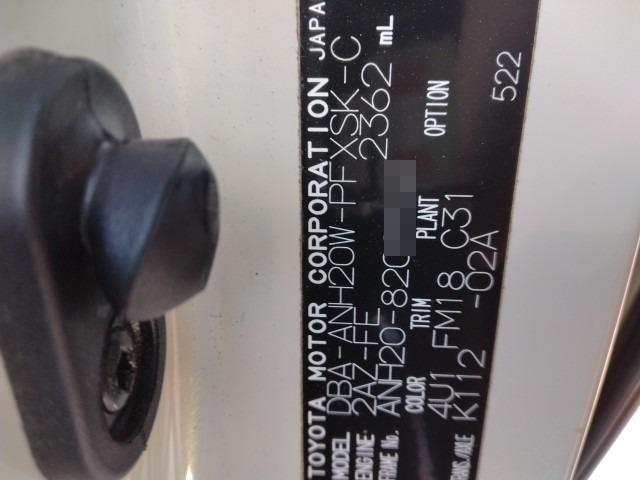 TOYOTA MOTOR CORPORATION JAPA
MODEL DBA-ANH20W-PFXSK-C
ENGINE 2AZ-FE 2362 mL
FRAME No. ANH20-820
COLOR TRIM PLANT OPTION
4U1 FM18 C31
TRANS./AXLE K112 -02A 522